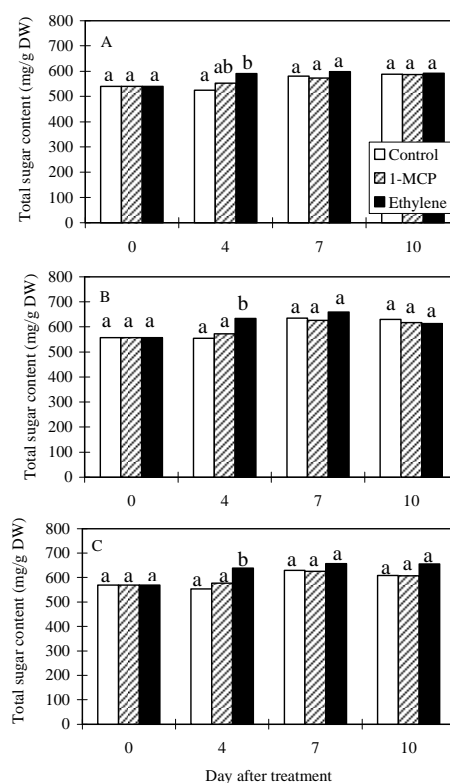 800
700
600
500
400
300
200
100
0
Total sugar content (mg/g DW)
A
a a a
a ab b
a a a
a a a
Control
1-MCP
Ethylene
0 4 7 10
800
700
600
500
400
300
200
100
0
Total sugar content (mg/g DW)
B
a a a
a a b
a a a
a a a
0 4 7 10
800
700
600
500
400
300
200
100
0
Total sugar content (mg/g DW)
C
a a a
a a b
a a a
a a a
0 4 7 10
Day after treatment